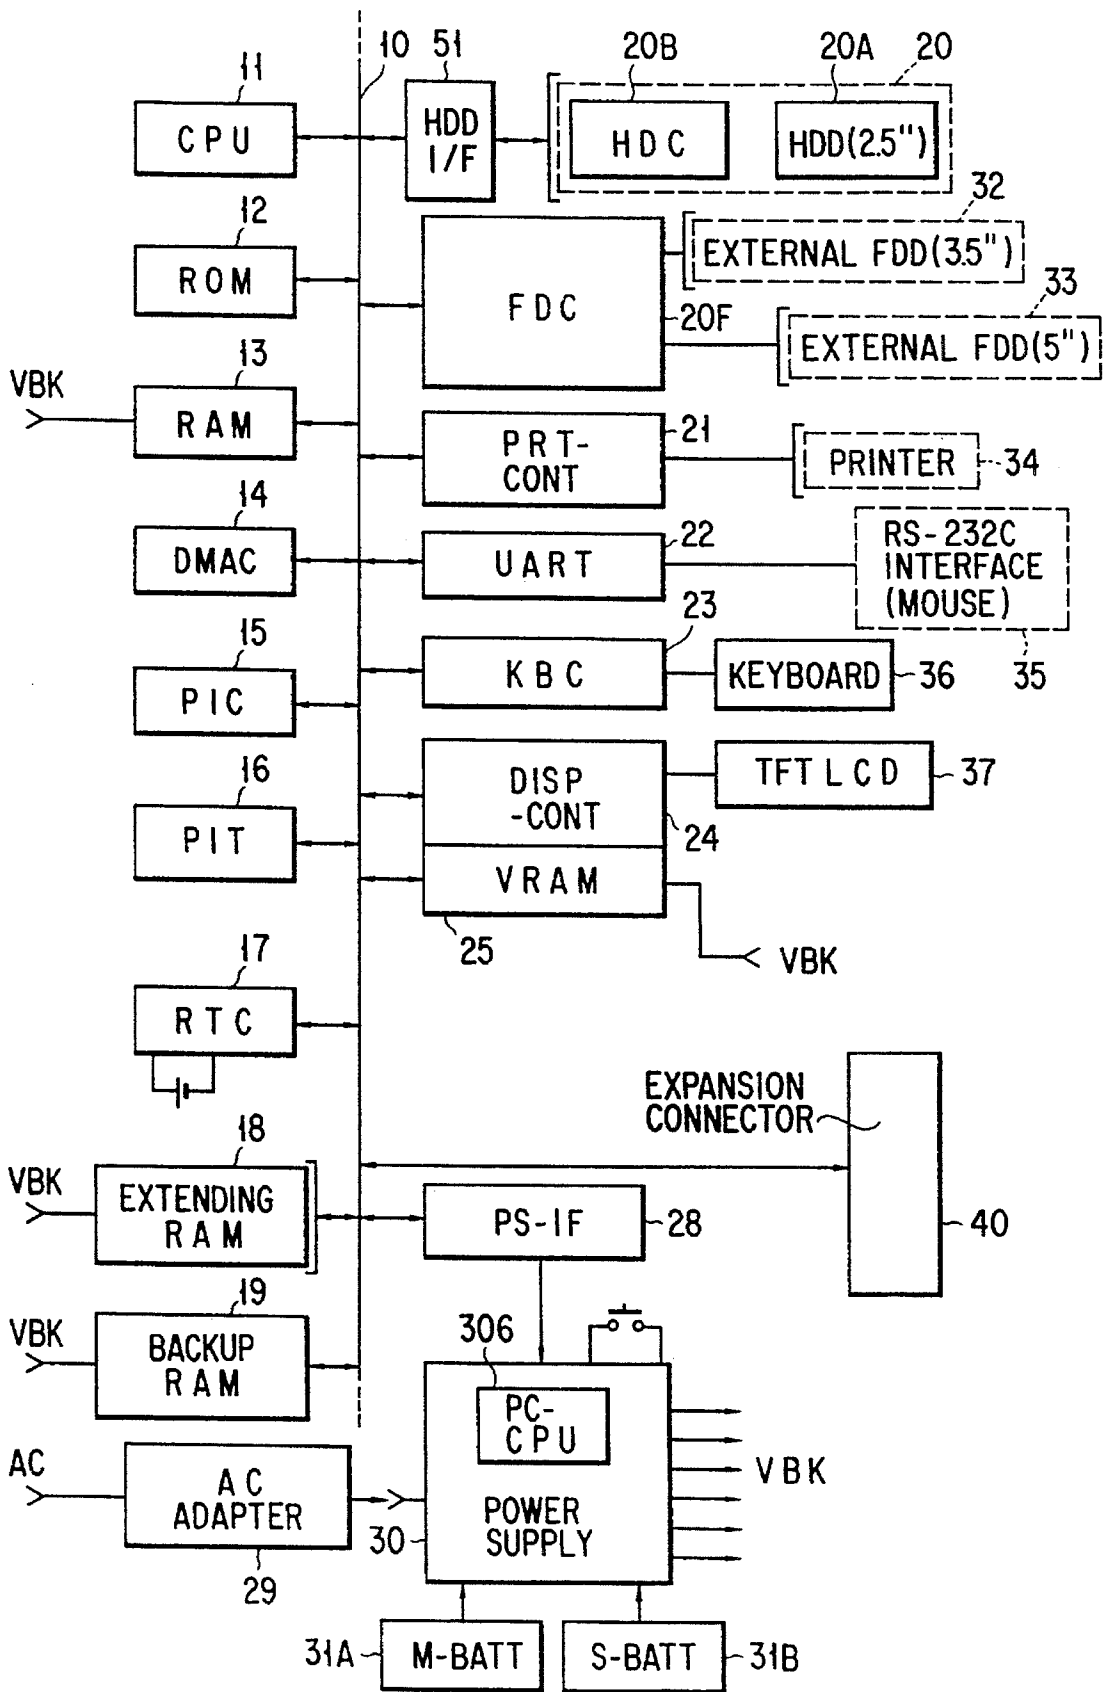 10
51
20B
20A
20
11
CPU
HDD
I/F
HDC
HDD(2.5")
12
ROM
FDC
20F
32
EXTERNAL FDD(3.5")
33
EXTERNAL FDD(5")
VBK
13
RAM
PRT-
CONT
21
PRINTER
34
14
DMAC
UART
22
RS-232C
INTERFACE
(MOUSE)
35
15
PIC
KBC
23
KEYBOARD
36
16
PIT
DISP
-CONT
24
TFT LCD
37
VRAM
25
VBK
17
RTC
EXPANSION
CONNECTOR
40
VBK
18
EXTENDING
RAM
PS-IF
28
VBK
19
BACKUP
RAM
306
PC-
CPU
POWER
SUPPLY
30
VBK
AC
AC
ADAPTER
29
31A
M-BATT
S-BATT
31B